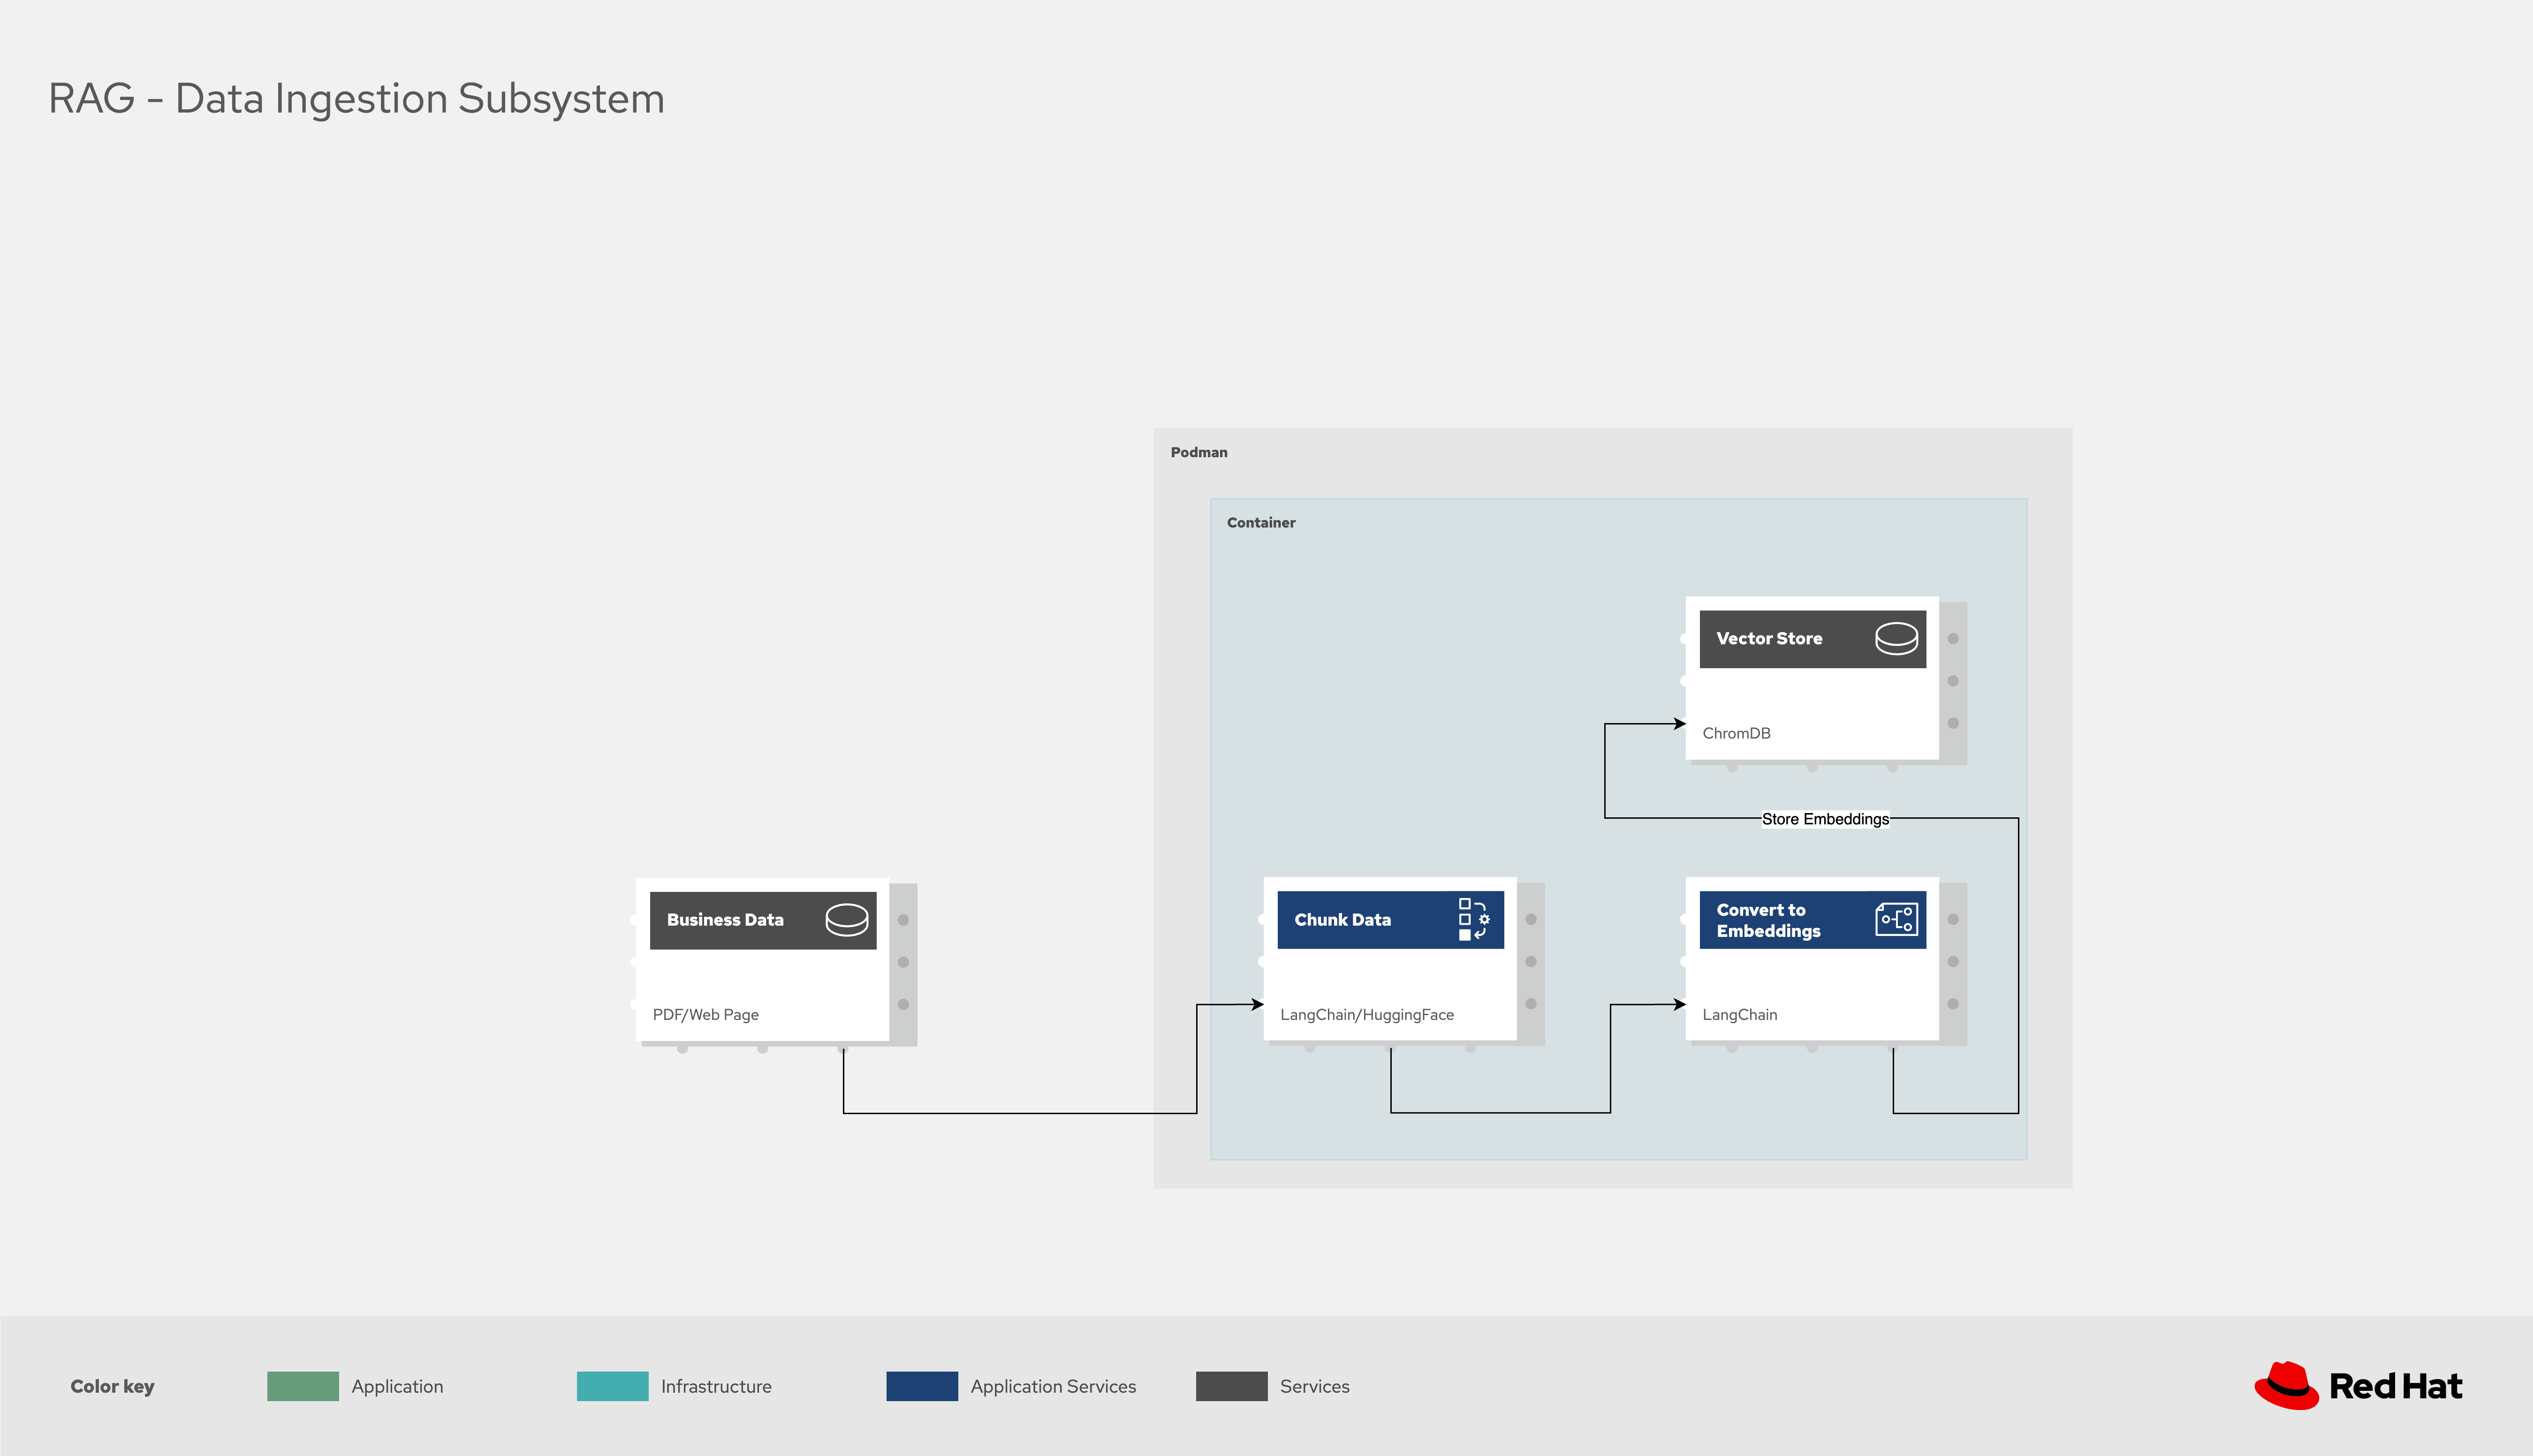 RAG - Data Ingestion Subsystem
Podman
Container
Vector Store
ChromDB
Store Embeddings
Business Data
PDF/Web Page
Chunk Data
LangChain/HuggingFace
Convert to
Embeddings
LangChain
Color key
Application
Infrastructure
Application Services
Services
Red Hat